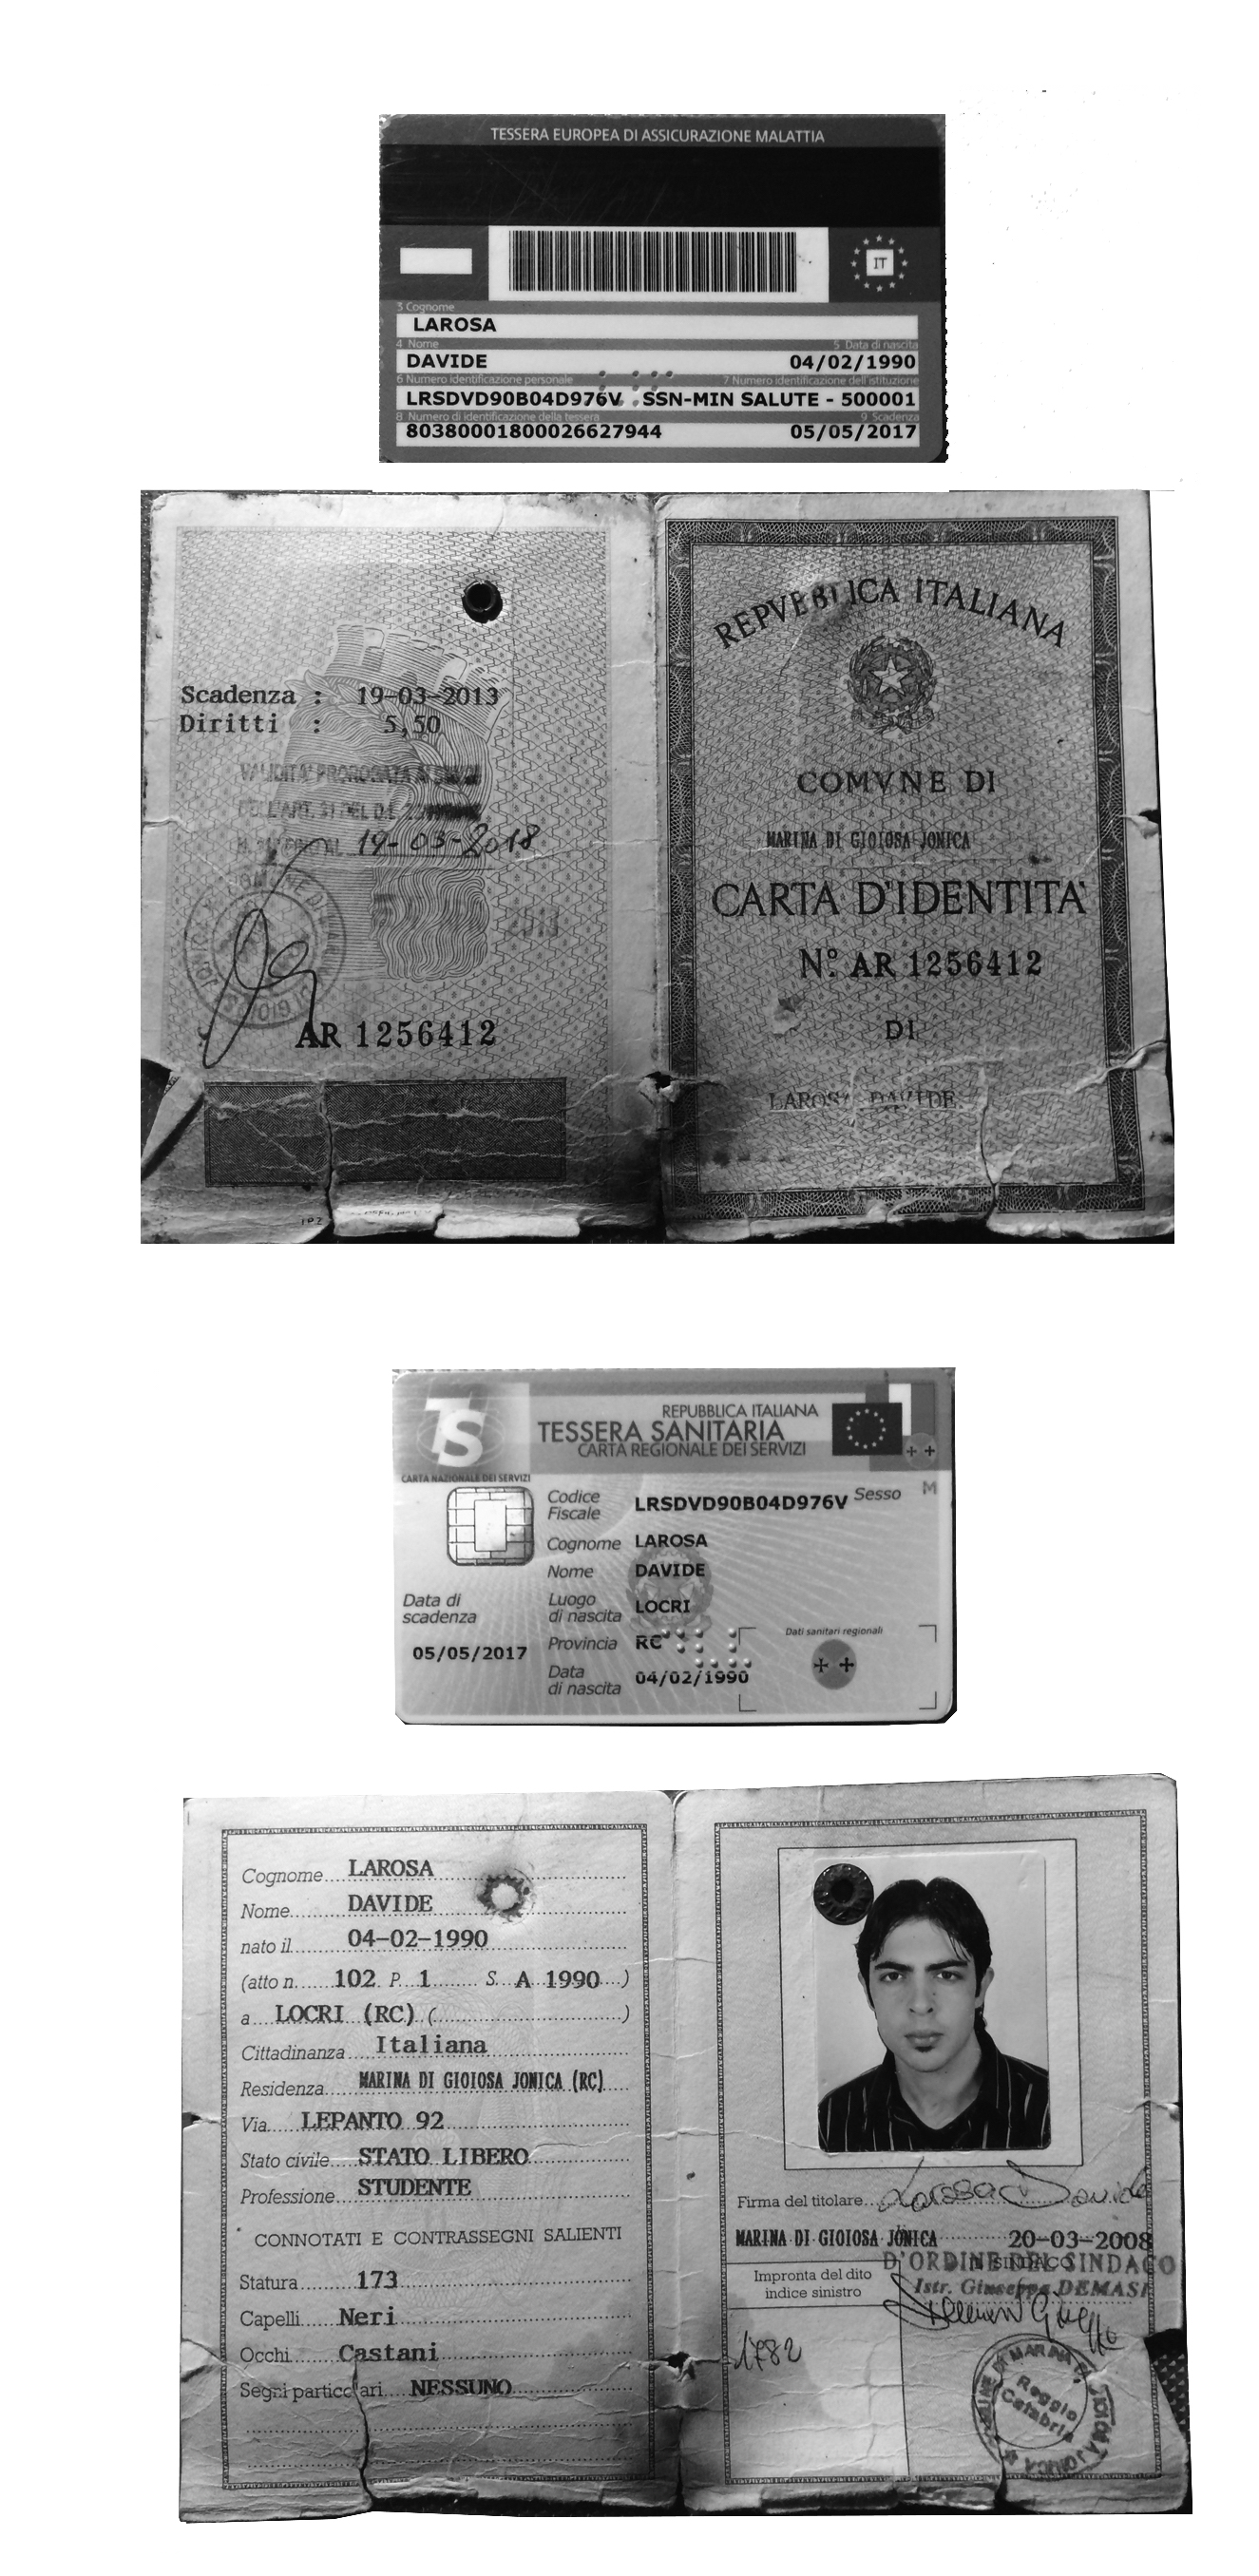 TESSERA EUROPEA DI ASSICURAZIONE MALATTIA
IT
3 Cognome
LAROSA
4 Nome 5 Data di nascita
DAVIDE 04/02/1990
6 Numero identificazione personale 7 Numero identificazione dell'istituzione
LRSDVD90B04D976V SSN-MIN SALUTE - 500001
8 Numero di identificazione della tessera 9 Scadenza
80380001800026627944 05/05/2017
Scadenza : 19-03-2013
Diritti : 5,50
VALIDITA' PROROGATA AI SENSI
DELL'ART. 31 DEL D.L.
19-03-2018
2013
AR 1256412
I.P.Z.
REPVBBLICA ITALIANA
COMVNE DI
MARINA DI GIOIOSA JONICA
CARTA D'IDENTITA'
N° AR 1256412
DI
LAROSA DAVIDE
TS
CARTA NAZIONALE DEI SERVIZI
REPUBBLICA ITALIANA
TESSERA SANITARIA
CARTA REGIONALE DEI SERVIZI
Codice Fiscale LRSDVD90B04D976V Sesso M
Cognome LAROSA
Nome DAVIDE
Luogo di nascita LOCRI
Provincia RC
Data di nascita 04/02/1990
Data di scadenza
05/05/2017
Dati sanitari regionali
Cognome LAROSA
Nome DAVIDE
nato il 04-02-1990
(atto n. 102 P. 1 S. A 1990 )
a LOCRI (RC) ( )
Cittadinanza Italiana
Residenza MARINA DI GIOIOSA JONICA (RC)
Via LEPANTO 92
Stato civile STATO LIBERO
Professione STUDENTE
CONNOTATI E CONTRASSEGNI SALIENTI
Statura 173
Capelli Neri
Occhi Castani
Segni particolari NESSUNO
Firma del titolare Larosa Davide
MARINA DI GIOIOSA JONICA 20-03-2008
IL SINDACO
D'ORDINE DEL SINDACO
Istr. Giuseppe DEMASI
Impronta del dito
indice sinistro
1782
COMUNE DI MARINA DI GIOIOSA JONICA
Reggio
Calabria